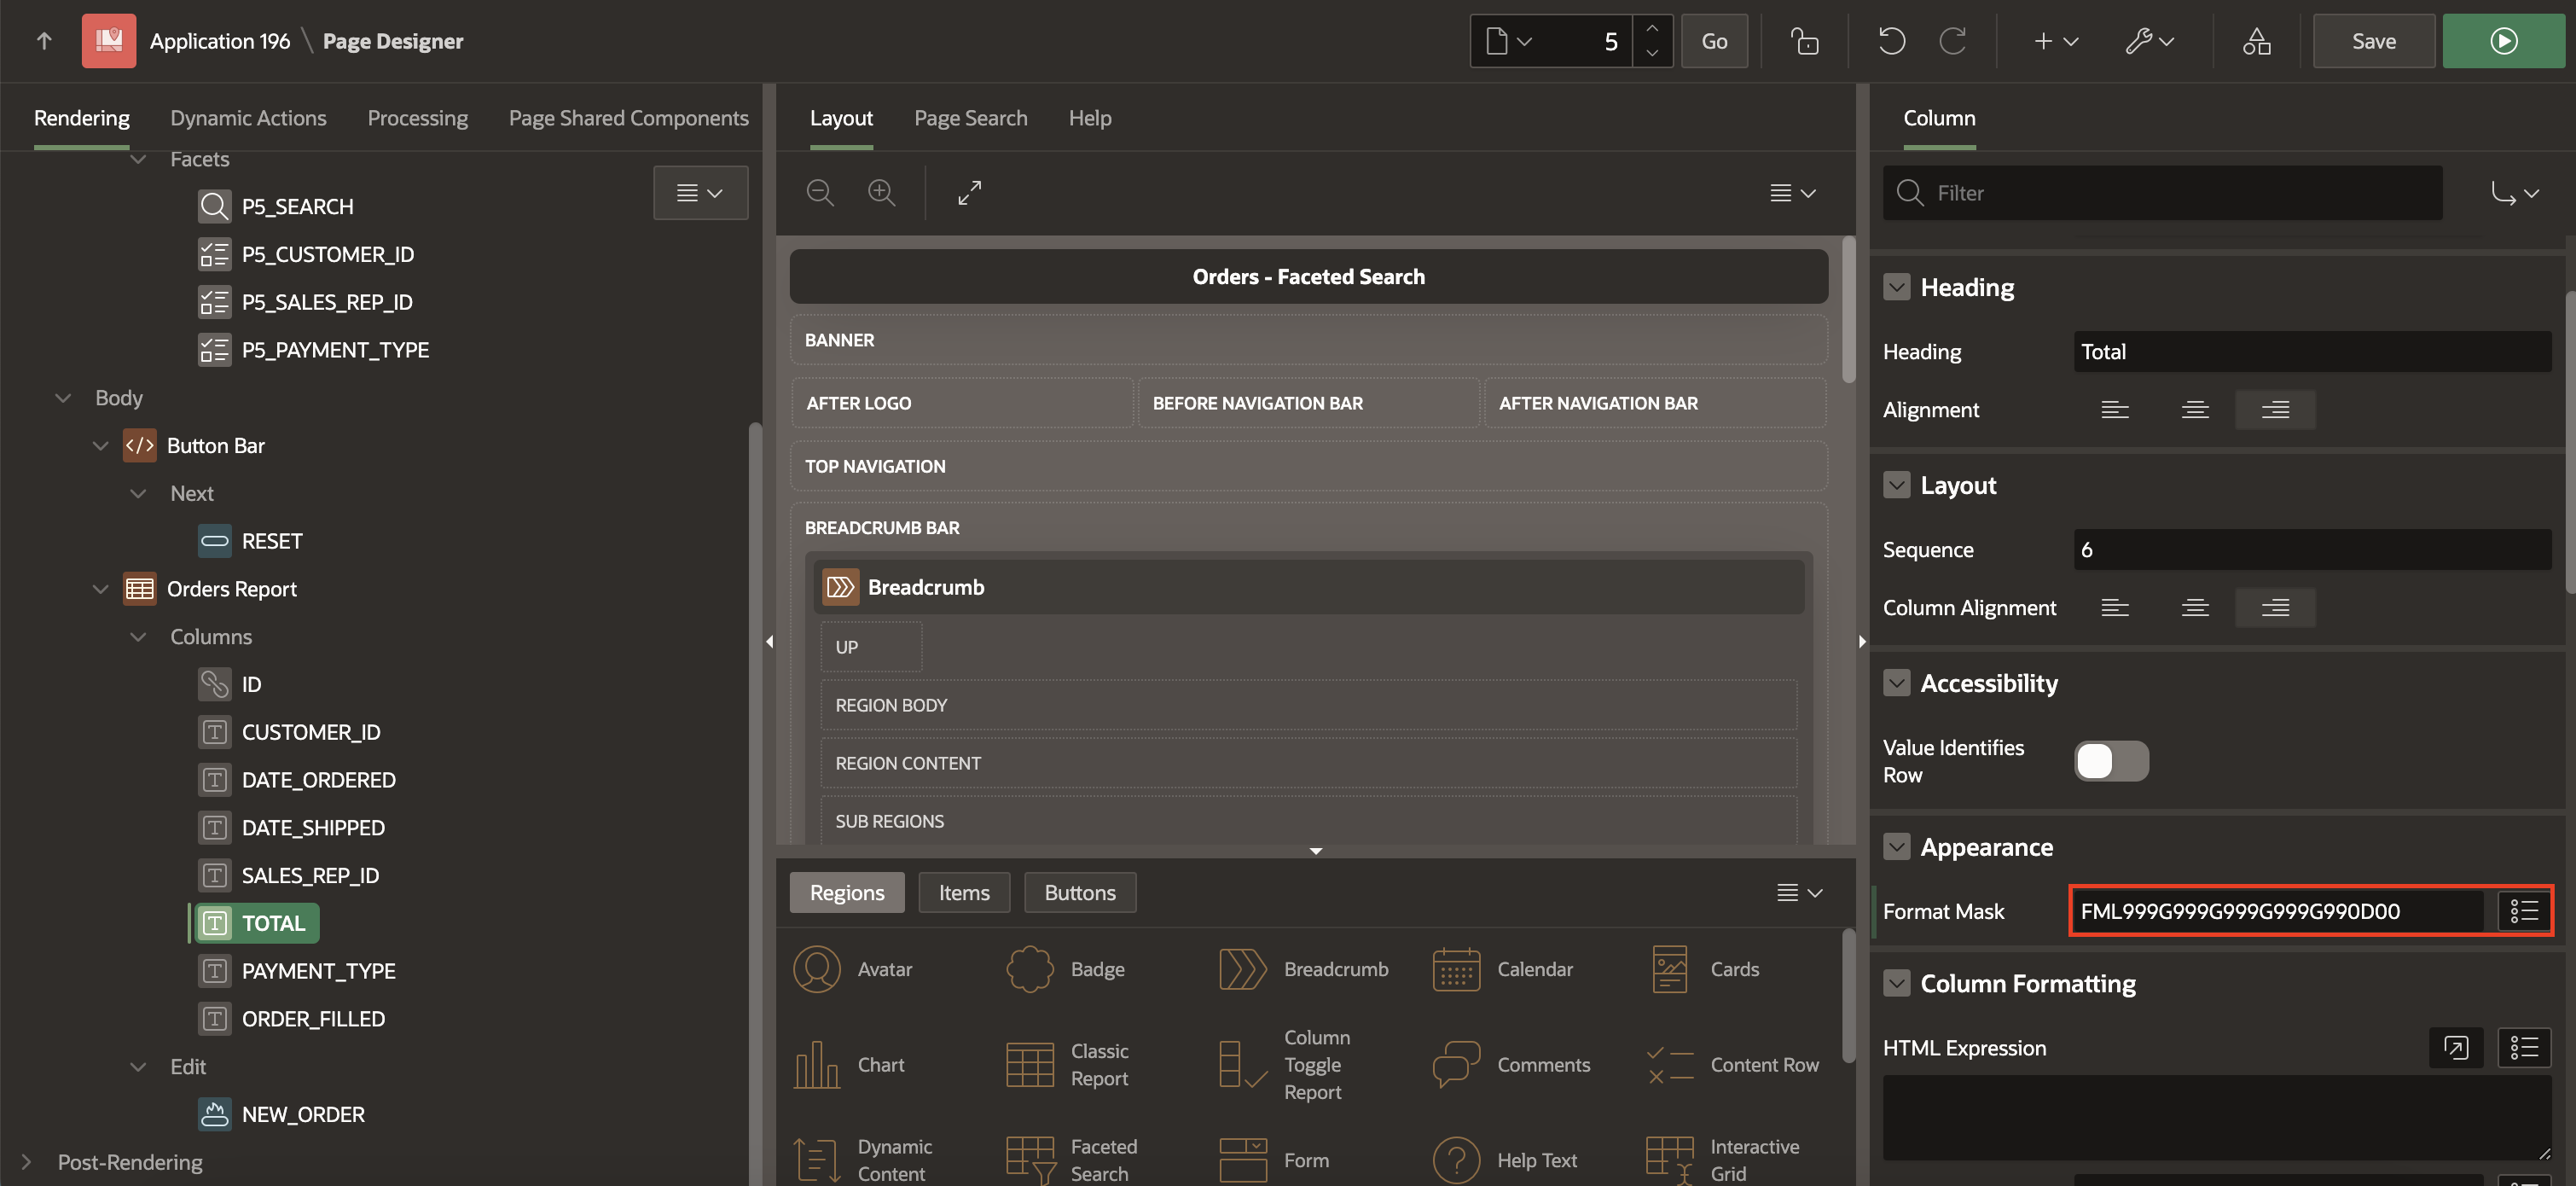 Application 196 \ Page Designer
5
Go
Save
Rendering
Dynamic Actions
Processing
Page Shared Components
Facets
P5_SEARCH
P5_CUSTOMER_ID
P5_SALES_REP_ID
P5_PAYMENT_TYPE
Body
</> Button Bar
Next
RESET
Orders Report
Columns
ID
T CUSTOMER_ID
T DATE_ORDERED
T DATE_SHIPPED
T SALES_REP_ID
T TOTAL
T PAYMENT_TYPE
T ORDER_FILLED
Edit
NEW_ORDER
Post-Rendering
Layout
Page Search
Help
Orders - Faceted Search
BANNER
AFTER LOGO
BEFORE NAVIGATION BAR
AFTER NAVIGATION BAR
TOP NAVIGATION
BREADCRUMB BAR
Breadcrumb
UP
REGION BODY
REGION CONTENT
SUB REGIONS
Regions
Items
Buttons
Avatar
Badge
Breadcrumb
Calendar
Cards
Chart
Classic
Report
Column
Toggle
Report
Comments
Content Row
Dynamic
Content
Faceted
Search
Form
? Help Text
Interactive
Grid
Column
Filter
Heading
Heading
Total
Alignment
Layout
Sequence
6
Column Alignment
Accessibility
Value Identifies
Row
Appearance
Format Mask
FML999G999G999G999G990D00
Column Formatting
HTML Expression